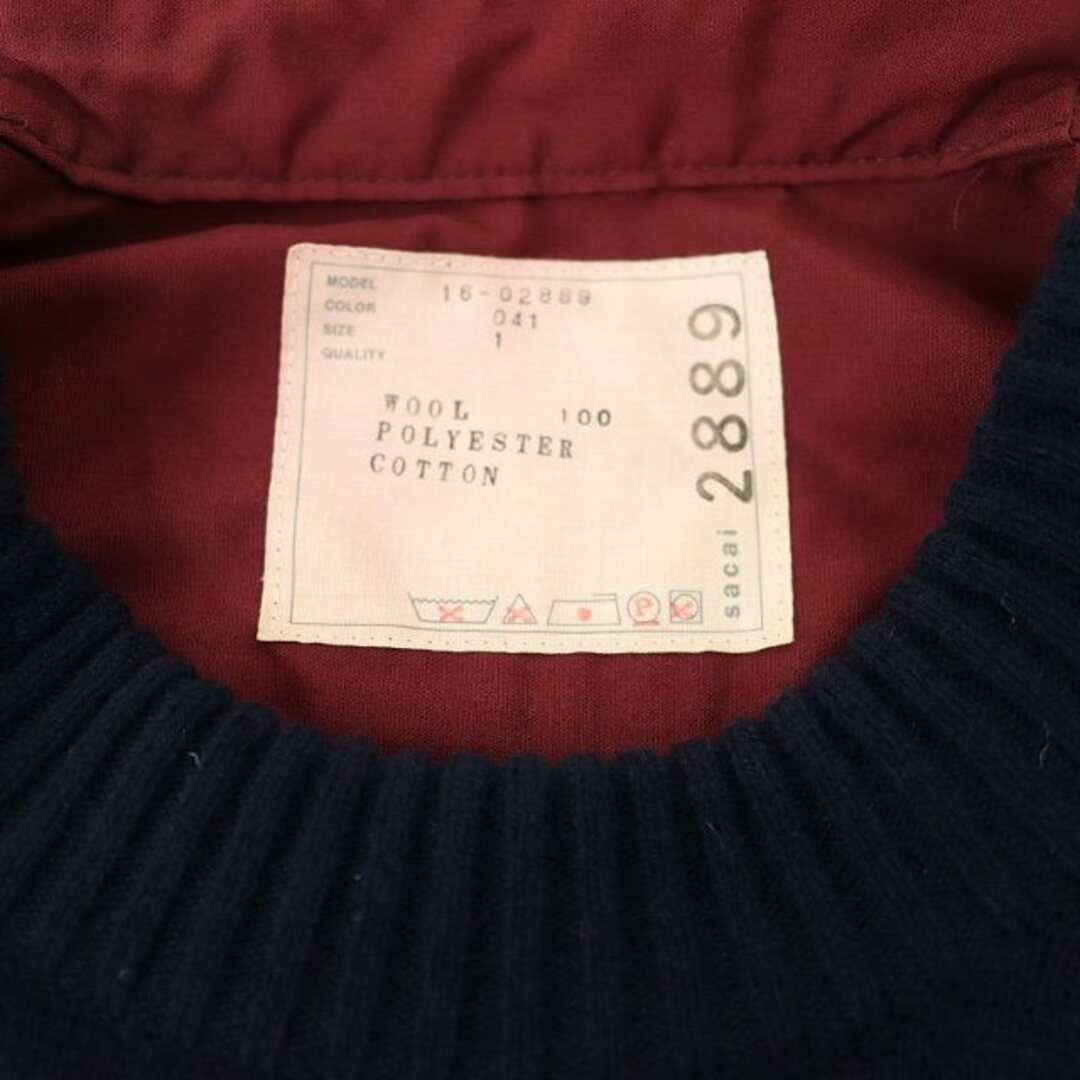 MODEL 16-02889
COLOR 041
SIZE 1
QUALITY
WOOL 100
POLYESTER
COTTON
P
sacai 2889